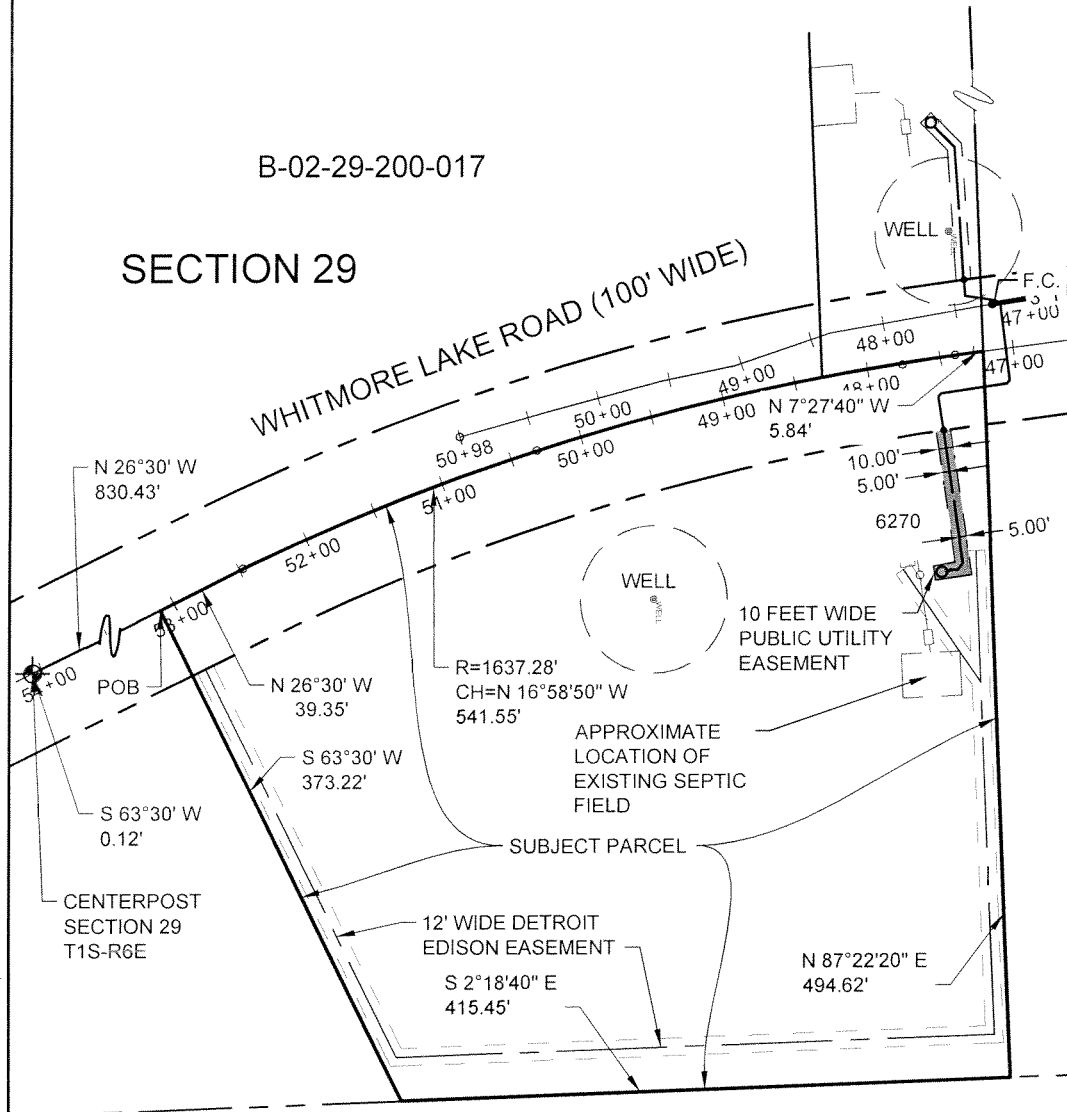 B-02-29-200-017
SECTION 29
WHITMORE LAKE ROAD (100' WIDE)
WELL
F.C.
47+00
48+00
49+00
50+00
50+98
47+00
48+00
49+00
50+00
51+00
52+00
53+00
54+00
N 7°27'40" W
5.84'
N 26°30' W
830.43'
10.00'
5.00'
6270
5.00'
WELL
WELL
10 FEET WIDE
PUBLIC UTILITY
EASEMENT
POB
N 26°30' W
39.35'
R=1637.28'
CH=N 16°58'50" W
541.55'
S 63°30' W
373.22'
APPROXIMATE
LOCATION OF
EXISTING SEPTIC
FIELD
S 63°30' W
0.12'
SUBJECT PARCEL
CENTERPOST
SECTION 29
T1S-R6E
12' WIDE DETROIT
EDISON EASEMENT
S 2°18'40" E
415.45'
N 87°22'20" E
494.62'